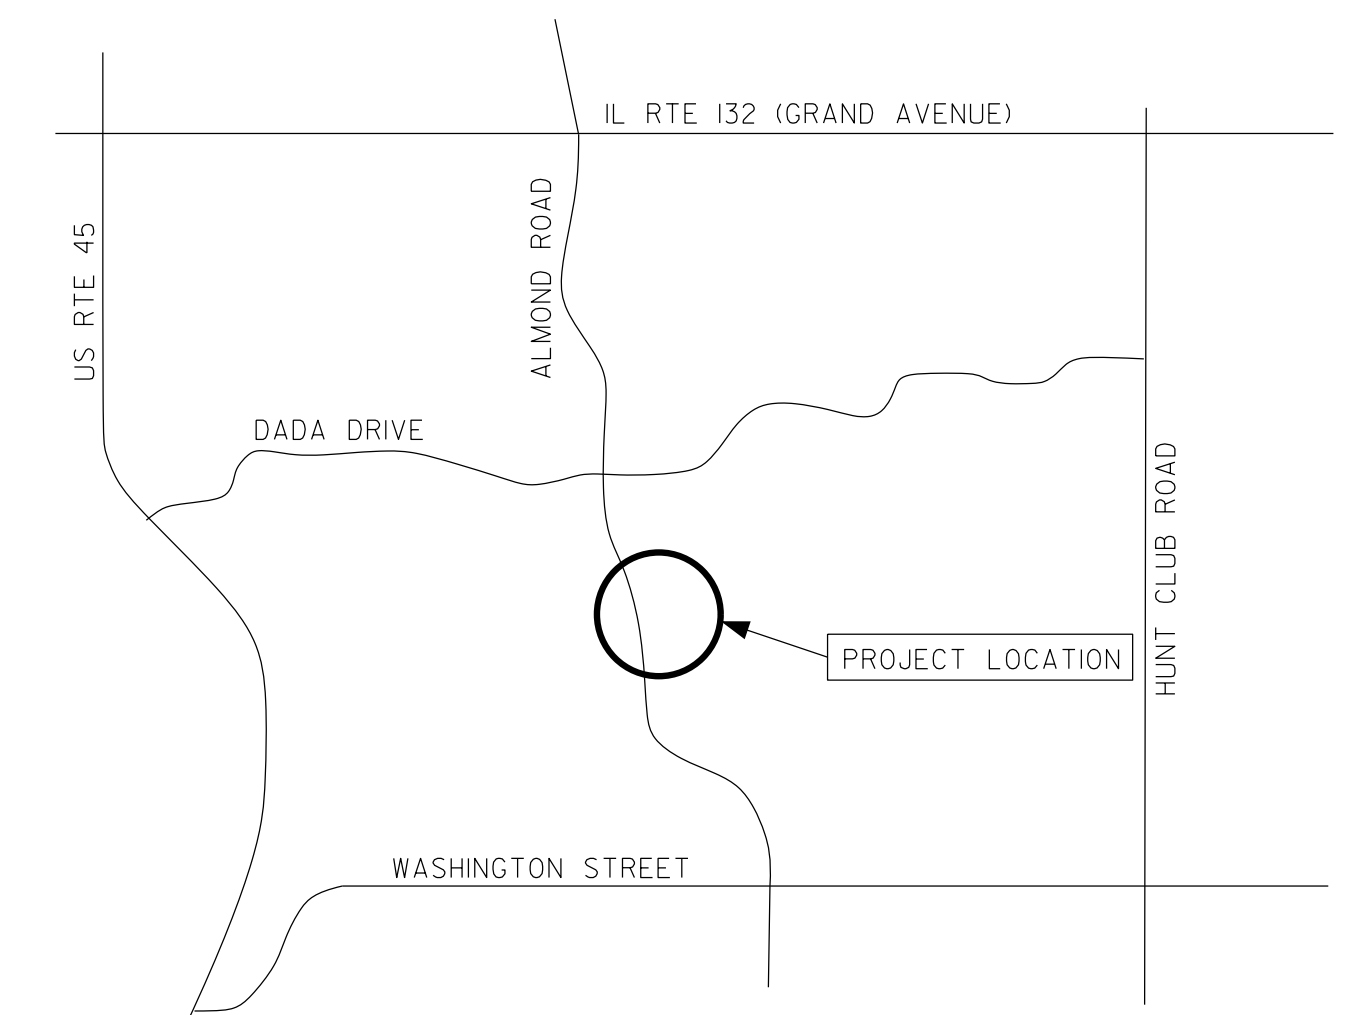 IL RTE 132 (GRAND AVENUE)
ALMOND ROAD
US RTE 45
DADA DRIVE
HUNT CLUB ROAD
PROJECT LOCATION
WASHINGTON STREET